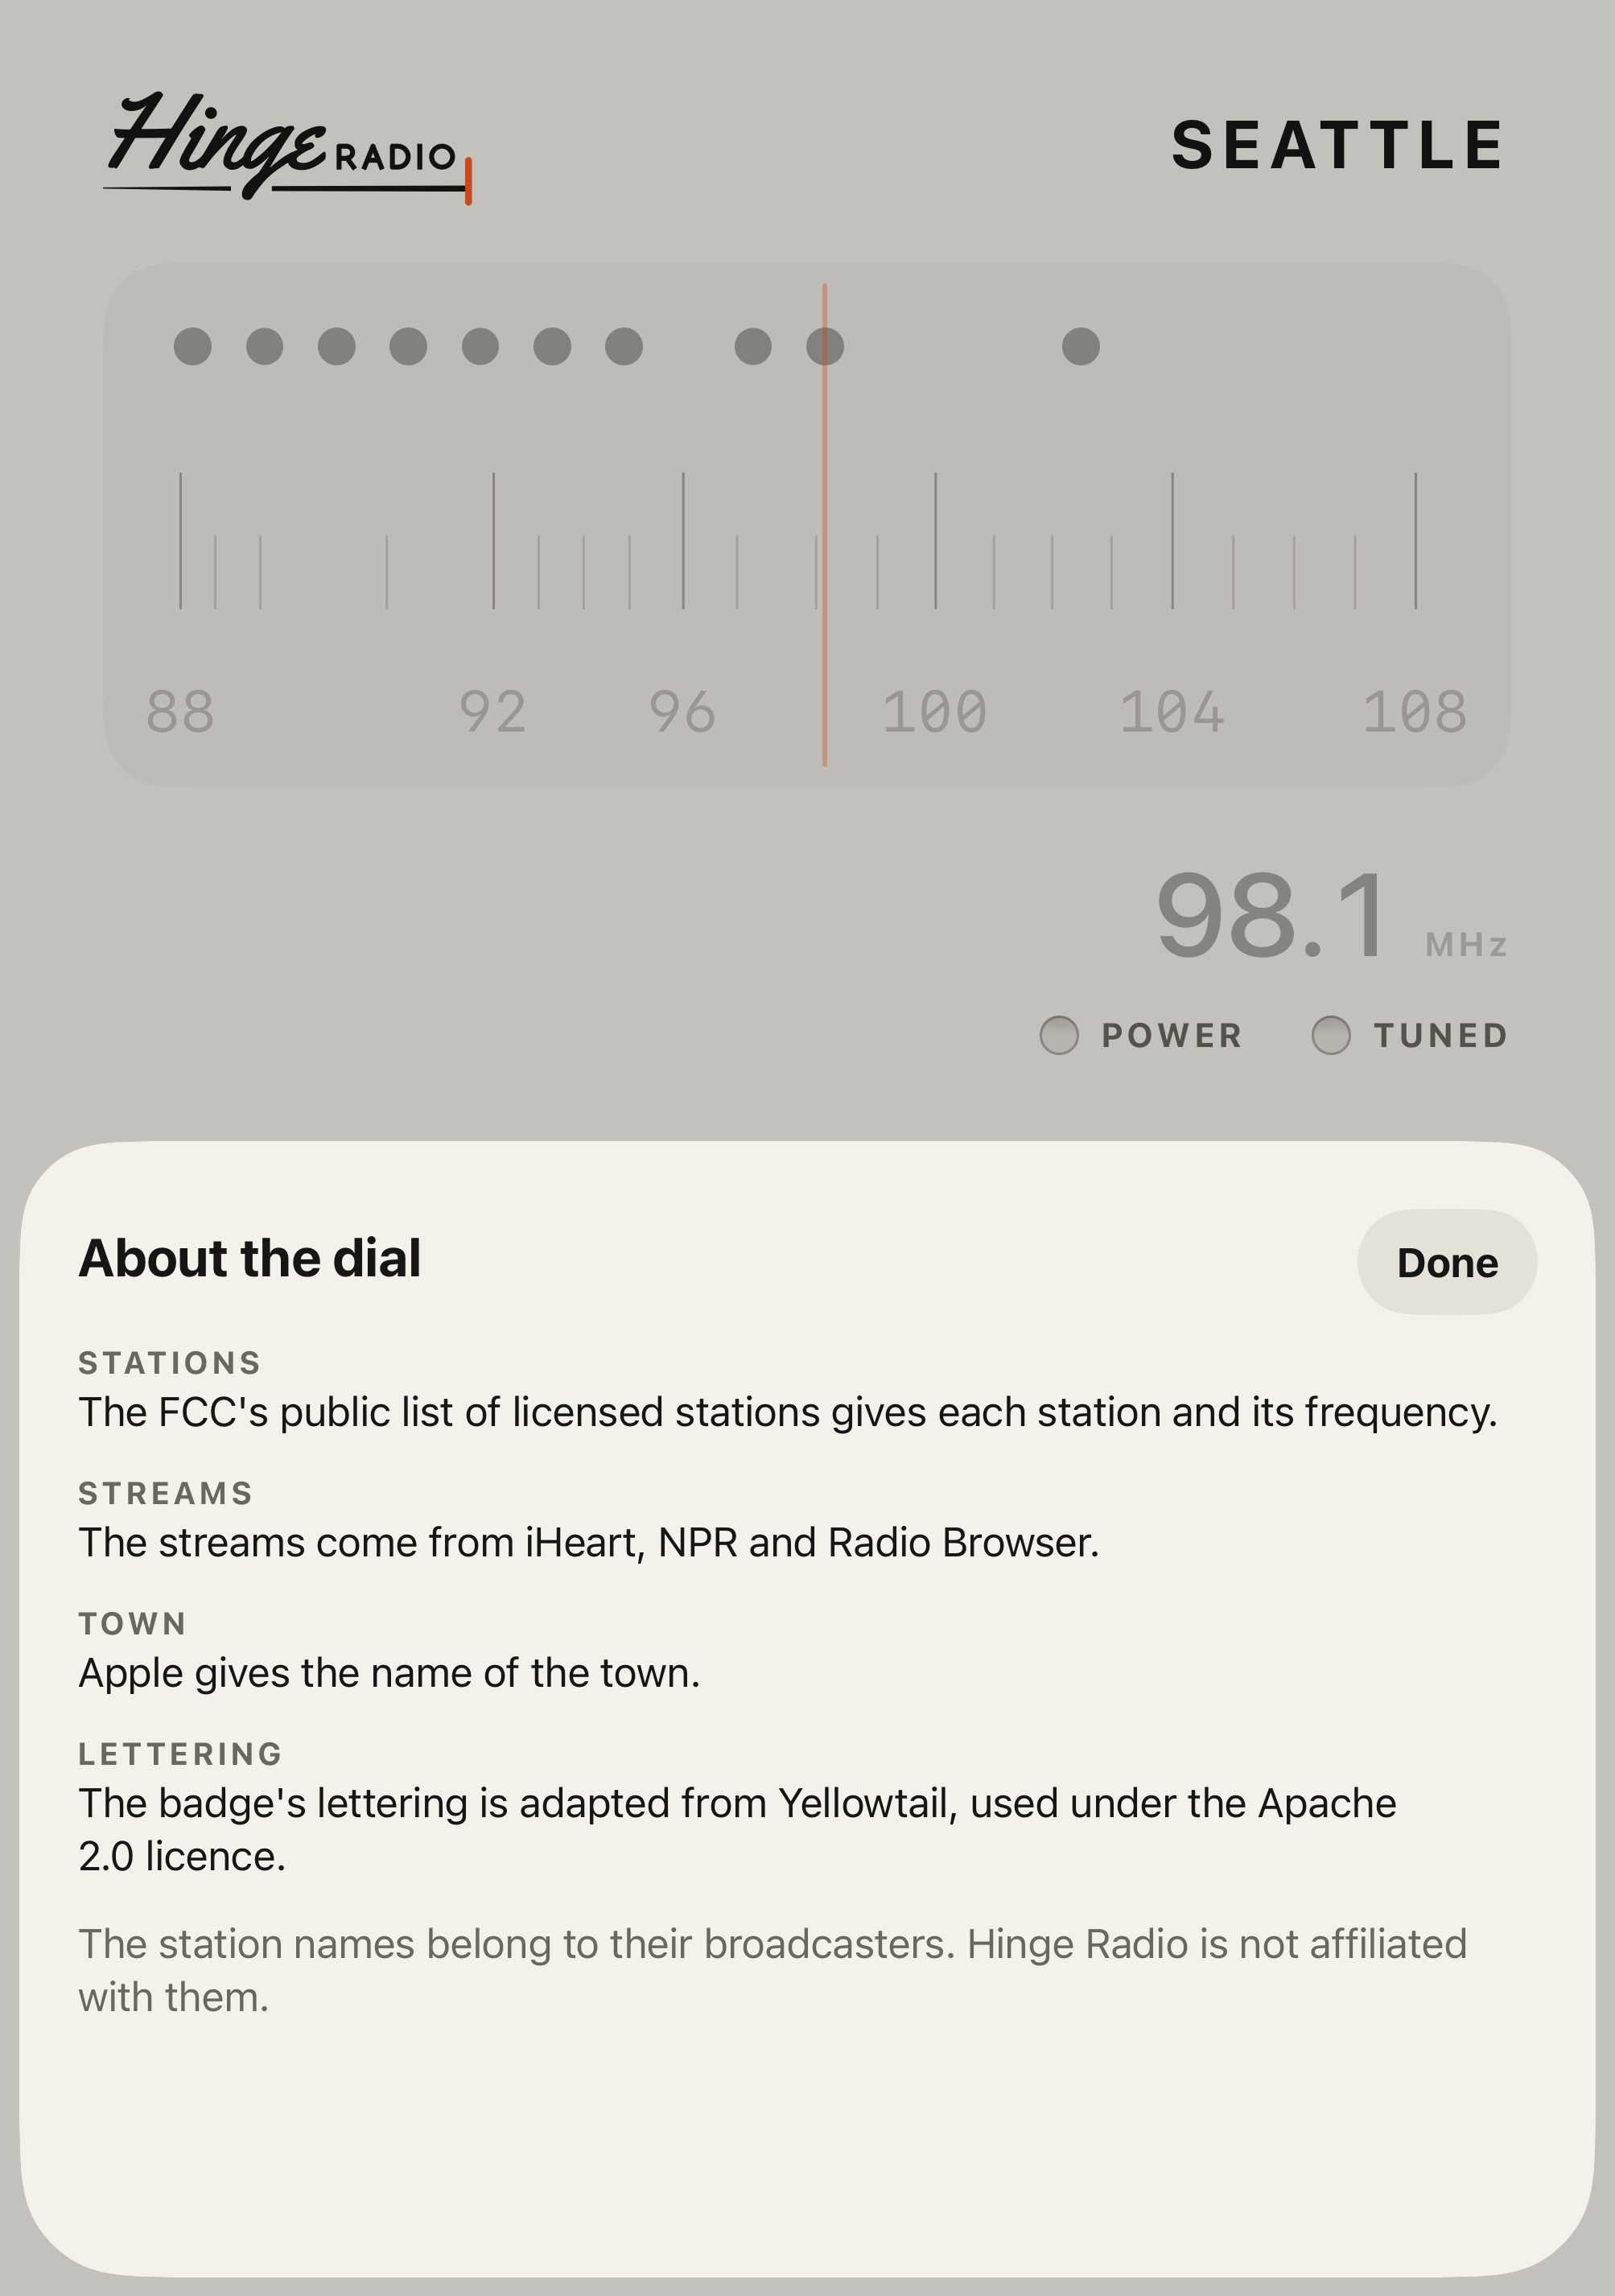 Hinge RADIO
SEATTLE
88 92 96 100 104 108
98.1 MHz
POWER TUNED
About the dial
Done
STATIONS
The FCC's public list of licensed stations gives each station and its frequency.
STREAMS
The streams come from iHeart, NPR and Radio Browser.
TOWN
Apple gives the name of the town.
LETTERING
The badge's lettering is adapted from Yellowtail, used under the Apache
2.0 licence.
The station names belong to their broadcasters. Hinge Radio is not affiliated
with them.